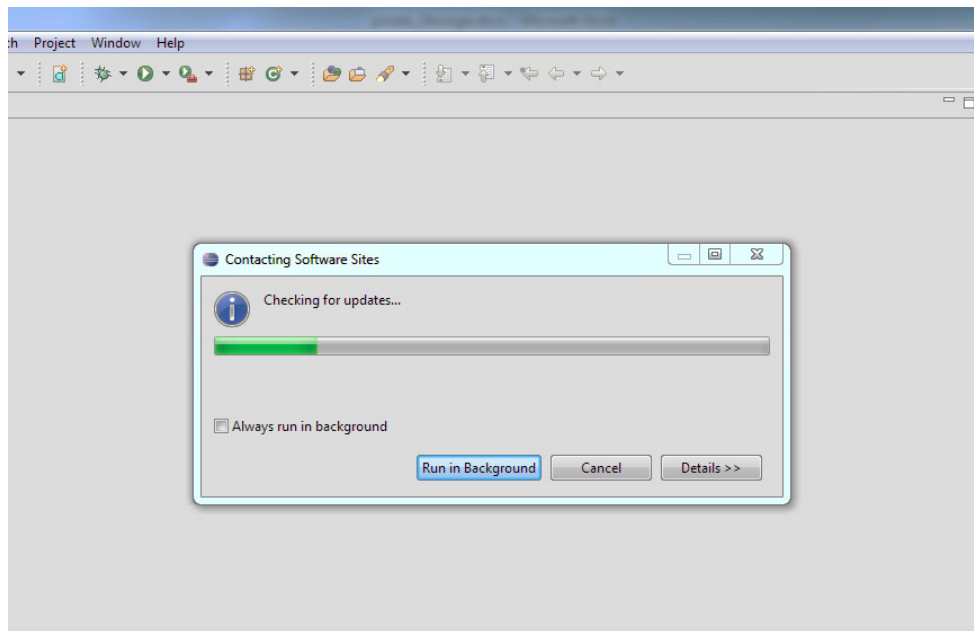 Project Window Help
Contacting Software Sites
Checking for updates...
Always run in background
Run in Background Cancel Details >>